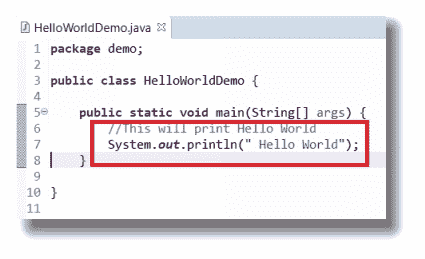 HelloWorldDemo.java
1 package demo;
2
3 public class HelloWorldDemo {
4
5 public static void main(String[] args) {
6 //This will print Hello World
7 System.out.println(" Hello World");
8 }
9
10 }
11